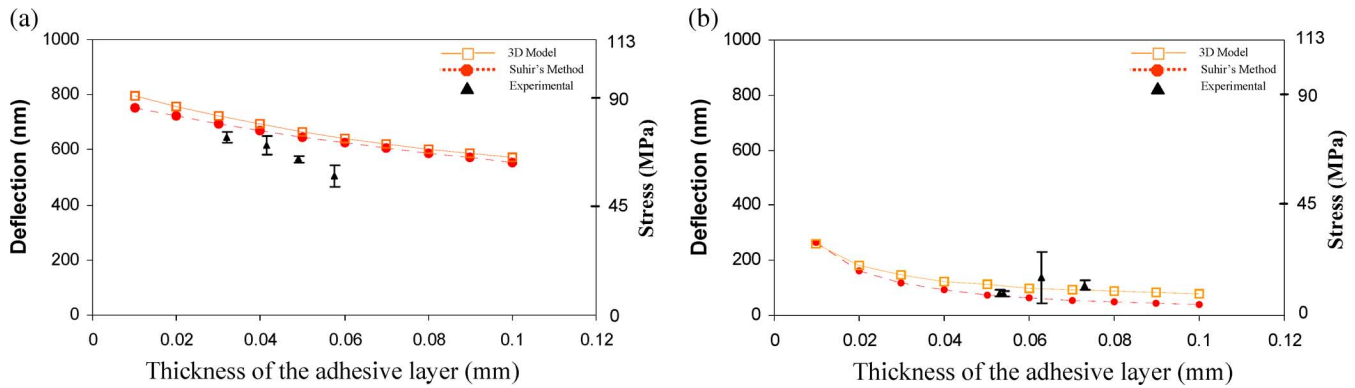 (a)
1000
800
600
400
200
0
Deflection (nm)
0 0.02 0.04 0.06 0.08 0.1 0.12
Thickness of the adhesive layer (mm)
113
90
45
0
Stress (MPa)
3D Model
Suhir's Method
Experimental
(b)
1000
800
600
400
200
0
Deflection (nm)
0 0.02 0.04 0.06 0.08 0.1 0.12
Thickness of the adhesive layer (mm)
113
90
45
0
Stress (MPa)
3D Model
Suhir's Method
Experimental